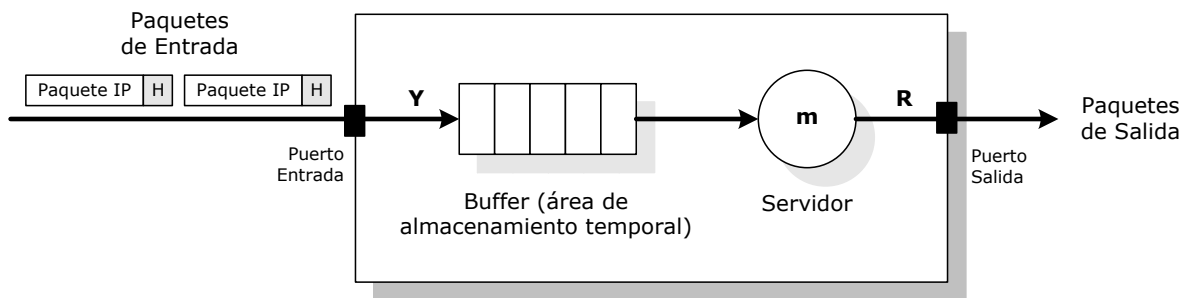 Paquetes
de Entrada
Paquete IP H Paquete IP H
Y
Puerto
Entrada
Buffer (área de
almacenamiento temporal)
m
Servidor
R
Puerto
Salida
Paquetes
de Salida